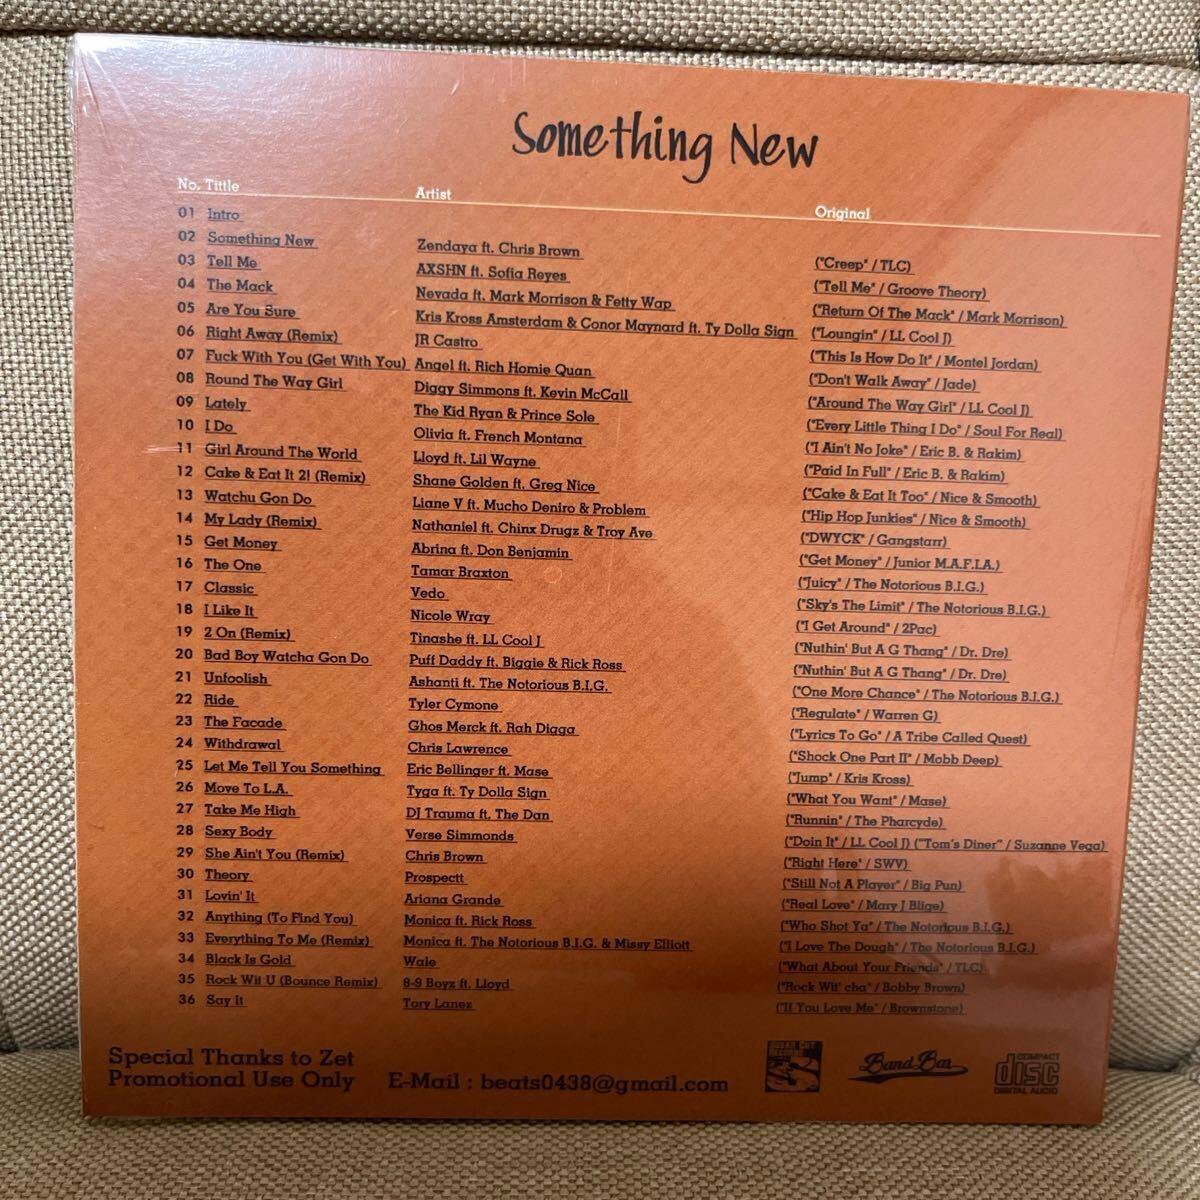 Something New
No. Tittle Artist Original
01 Intro
02 Something New Zendaya ft. Chris Brown ("Creep" / TLC)
03 Tell Me AXSHN ft. Sofia Reyes ("Tell Me" / Groove Theory)
04 The Mack Nevada ft. Mark Morrison & Fetty Wap ("Return Of The Mack" / Mark Morrison)
05 Are You Sure Kris Kross Amsterdam & Conor Maynard ft. Ty Dolla Sign ("Loungin" / LL Cool J)
06 Right Away (Remix) JR Castro ("This Is How Do It" / Montel Jordan)
07 Fuck With You (Get With You) Angel ft. Rich Homie Quan ("Don't Walk Away" / Jade)
08 Round The Way Girl Diggy Simmons ft. Kevin McCall ("Around The Way Girl" / LL Cool J)
09 Lately The Kid Ryan & Prince Sole ("Every Little Thing I Do" / Soul For Real)
10 I Do Olivia ft. French Montana ("I Ain't No Joke" / Eric B. & Rakim)
11 Girl Around The World Lloyd ft. Lil Wayne ("Paid In Full" / Eric B. & Rakim)
12 Cake & Eat It 2! (Remix) Shane Golden ft. Greg Nice ("Cake & Eat It Too" / Nice & Smooth)
13 Watchu Gon Do Liane V ft. Mucho Deniro & Problem ("Hip Hop Junkies" / Nice & Smooth)
14 My Lady (Remix) Nathaniel ft. Chinx Drugz & Troy Ave ("DWYCK" / Gangstarr)
15 Get Money Abrina ft. Don Benjamin ("Get Money" / Junior M.A.F.I.A.)
16 The One Tamar Braxton ("Juicy" / The Notorious B.I.G.)
17 Classic Vedo ("Sky's The Limit" / The Notorious B.I.G.)
18 I Like It Nicole Wray ("I Get Around" / 2Pac)
19 2 On (Remix) Tinashe ft. LL Cool J ("Nuthin' But A G Thang" / Dr. Dre)
20 Bad Boy Watcha Gon Do Puff Daddy ft. Biggie & Rick Ross ("Nuthin' But A G Thang" / Dr. Dre)
21 Unfoolish Ashanti ft. The Notorious B.I.G. ("One More Chance" / The Notorious B.I.G.)
22 Ride Tyler Cymone ("Regulate" / Warren G)
23 The Facade Ghos Merck ft. Rah Digga ("Lyrics To Go" / A Tribe Called Quest)
24 Withdrawal Chris Lawrence ("Shock One Part II" / Mobb Deep)
25 Let Me Tell You Something Eric Bellinger ft. Mase ("Jump" / Kris Kross)
26 Move To L.A. Tyga ft. Ty Dolla Sign ("What You Want" / Mase)
27 Take Me High DJ Trauma ft. The Dan ("Runnin" / The Pharcyde)
28 Sexy Body Verse Simmonds ("Doin It" / LL Cool J) ("Tom's Diner" / Suzanne Vega)
29 She Ain't You (Remix) Chris Brown ("Right Here" / SWV)
30 Theory Prospectt ("Still Not A Player" / Big Pun)
31 Lovin' It Ariana Grande ("Real Love" / Mary J Blige)
32 Anything (To Find You) Monica ft. Rick Ross ("Who Shot Ya" / The Notorious B.I.G.)
33 Everything To Me (Remix) Monica ft. The Notorious B.I.G. & Missy Elliott ("I Love The Dough" / The Notorious B.I.G.)
34 Black Is Gold Wale ("What About Your Friends" / TLC)
35 Rock Wit U (Bounce Remix) 8-9 Boyz ft. Lloyd ("Rock Wit' cha" / Bobby Brown)
36 Say It Tory Lanez ("If You Love Me" / Brownstone)
Special Thanks to Zet
Promotional Use Only E-Mail : beats0438@gmail.com
Band Bas
COMPACT
disc
DIGITAL AUDIO